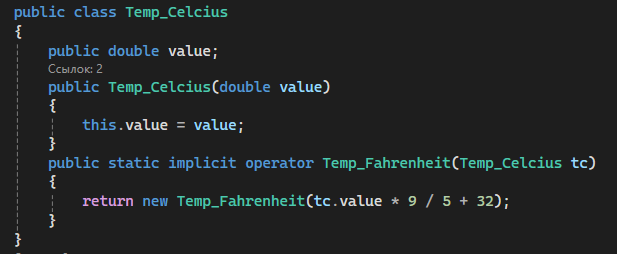 public class Temp_Celcius
{
public double value;
Ссылок: 2
public Temp_Celcius(double value)
{
this.value = value;
}
public static implicit operator Temp_Fahrenheit(Temp_Celcius tc)
{
return new Temp_Fahrenheit(tc.value * 9 / 5 + 32);
}
}